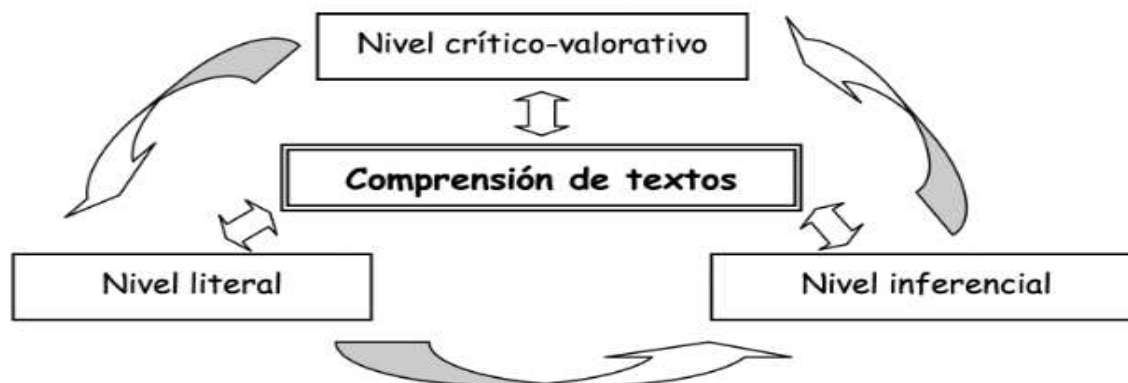 Nivel crítico-valorativo
Comprensión de textos
Nivel literal
Nivel inferencial